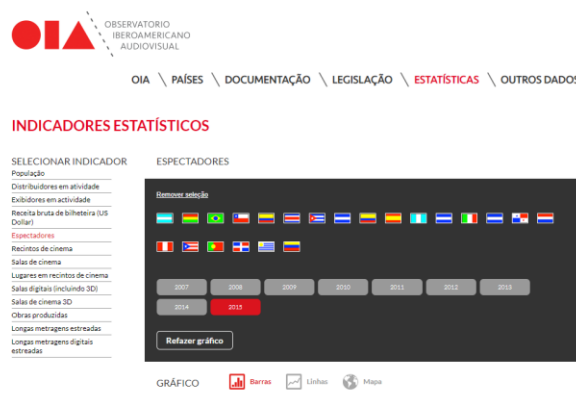 OIA
OBSERVATORIO
IBEROAMERICANO
AUDIOVISUAL
OIA \ PAÍSES \ DOCUMENTAÇÃO \ LEGISLAÇÃO \ ESTATÍSTICAS \ OUTROS DADOS
INDICADORES ESTATÍSTICOS
SELECIONAR INDICADOR
População
Distribuidores em atividade
Exibidores em actividade
Receita bruta de bilheteira (US
Dollar)
Espectadores
Recintos de cinema
Salas de cinema
Lugares em recintos de cinema
Salas digitais (incluindo 3D)
Salas de cinema 3D
Obras produzidas
Longas metragens estreadas
Longas metragens digitais
estreadas
ESPECTADORES
Remover seleção
2007 2008 2009 2010 2011 2012 2013
2014 2015
Refazer gráfico
GRÁFICO Barras Linhas Mapa